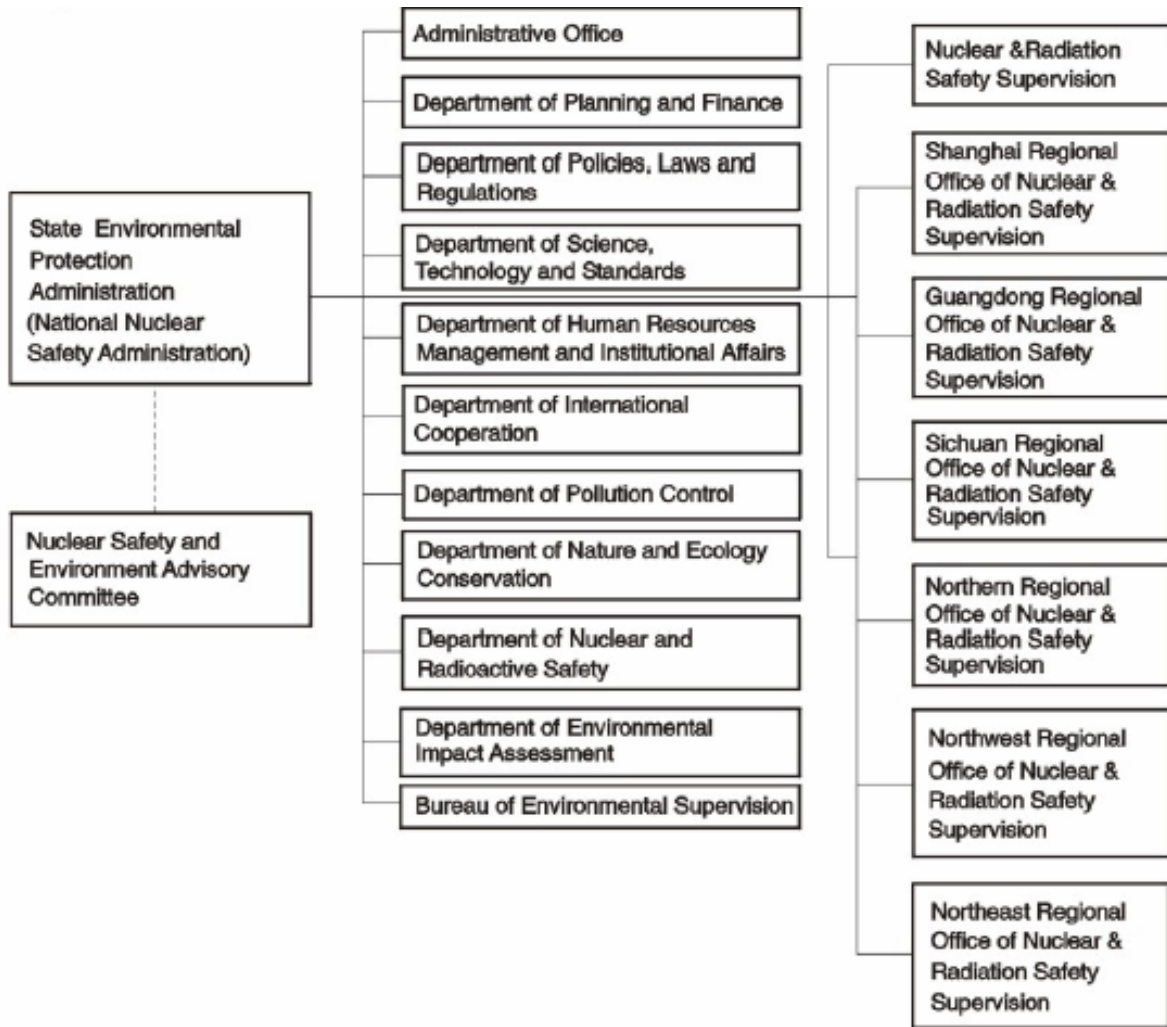 State Environmental
Protection
Administration
(National Nuclear
Safety Administration)
Nuclear Safety and
Environment Advisory
Committee
Administrative Office
Department of Planning and Finance
Department of Policies, Laws and
Regulations
Department of Science,
Technology and Standards
Department of Human Resources
Management and Institutional Affairs
Department of International
Cooperation
Department of Pollution Control
Department of Nature and Ecology
Conservation
Department of Nuclear and
Radioactive Safety
Department of Environmental
Impact Assessment
Bureau of Environmental Supervision
Nuclear &Radiation
Safety Supervision
Shanghai Regional
Office of Nuclear &
Radiation Safety
Supervision
Guangdong Regional
Office of Nuclear &
Radiation Safety
Supervision
Sichuan Regional
Office of Nuclear &
Radiation Safety
Supervision
Northern Regional
Office of Nuclear &
Radiation Safety
Supervision
Northwest Regional
Office of Nuclear &
Radiation Safety
Supervision
Northeast Regional
Office of Nuclear &
Radiation Safety
Supervision